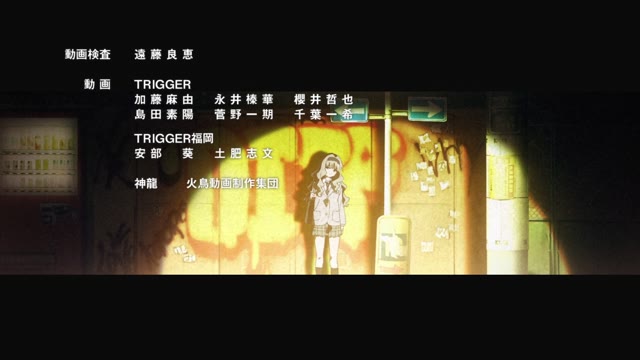 動画検査 遠藤良恵
動画 TRIGGER
加藤麻由 永井榛華 櫻井哲也
島田素陽 菅野一期 千葉一希
TRIGGER福岡
安部葵 土肥志文
神龍 火鳥動画制作集団